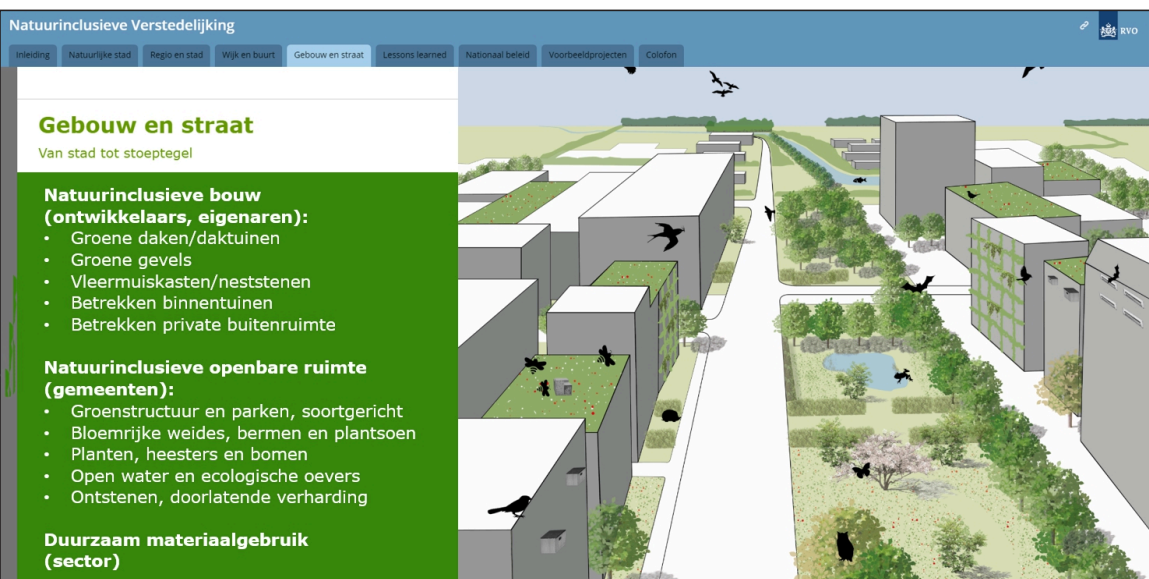 Natuurinclusieve Verstedelijking
RVO
Inleiding
Natuurlijke stad
Regio en stad
Wijk en buurt
Gebouw en straat
Lessons learned
Nationaal beleid
Voorbeeldprojecten
Colofon
Gebouw en straat
Van stad tot stoeptegel
Natuurinclusieve bouw
(ontwikkelaars, eigenaren):
• Groene daken/daktuinen
• Groene gevels
• Vleermuiskasten/neststenen
• Betrekken binnentuinen
• Betrekken private buitenruimte
Natuurinclusieve openbare ruimte
(gemeenten):
• Groenstructuur en parken, soortgericht
• Bloemrijke weides, bermen en plantsoen
• Planten, heesters en bomen
• Open water en ecologische oevers
• Ontstenen, doorlatende verharding
Duurzaam materiaalgebruik
(sector)